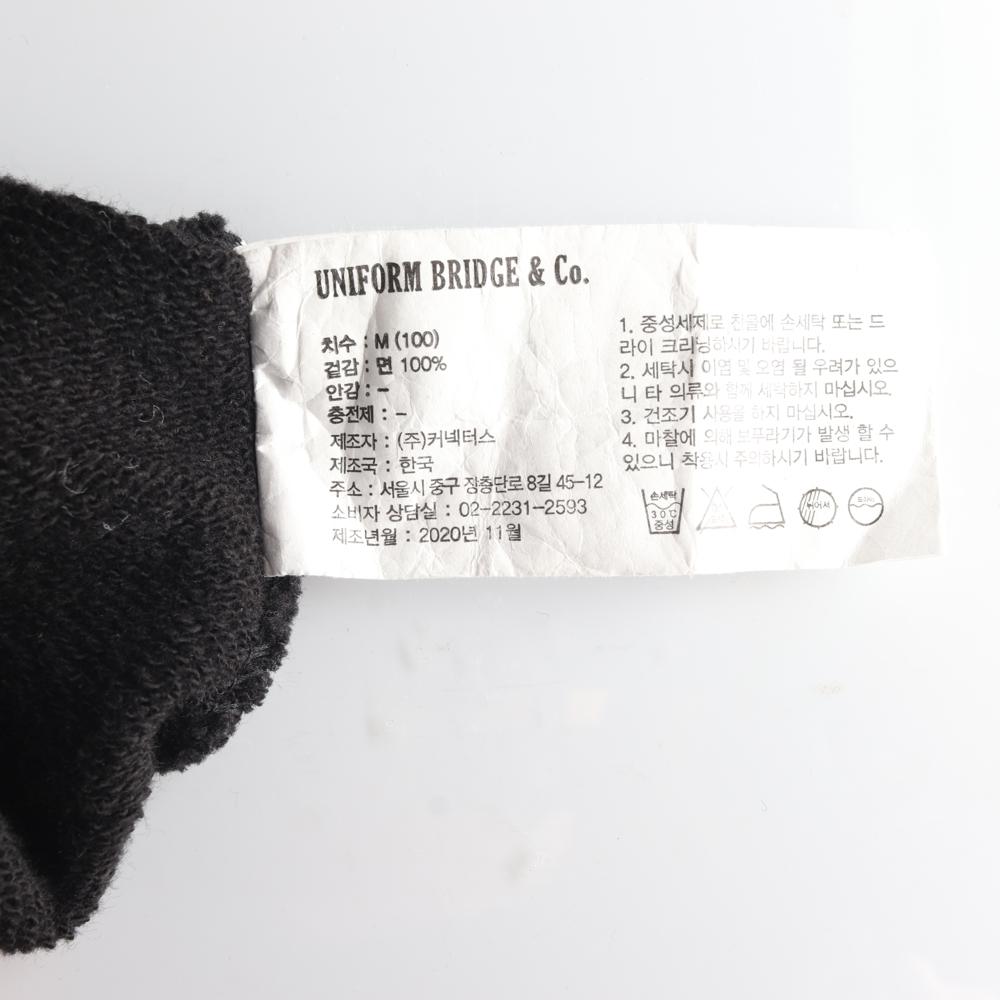 UNIFORM BRIDGE & Co.
치수 : M (100)
겉감 : 면 100%
안감 : –
충전제 : –
제조자 : (주)커넥터스
제조국 : 한국
주소 : 서울시 중구 장충단로 8길 45-12
소비자 상담실 : 02-2231-2593
제조년월 : 2020년 11월
1. 중성세제로 찬물에 손세탁 또는 드
라이 크리닝하시기 바랍니다.
2. 세탁시 이염 및 오염 될 우려가 있으
니 타 의류와 함께 세탁하지 마십시오.
3. 건조기 사용을 하지 마십시오.
4. 마찰에 의해 보푸라기가 발생 할 수
있으니 착용시 주의하시기 바랍니다.
손세탁
30℃
중성
뉘어서
드라이